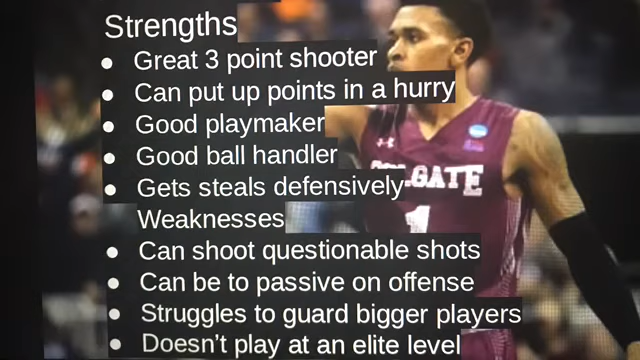 Strengths
● Great 3 point shooter
● Can put up points in a hurry
● Good playmaker
● Good ball handler
● Gets steals defensively
Weaknesses
● Can shoot questionable shots
● Can be to passive on offense
● Struggles to guard bigger players
● Doesn't play at an elite level
COLGATE
1